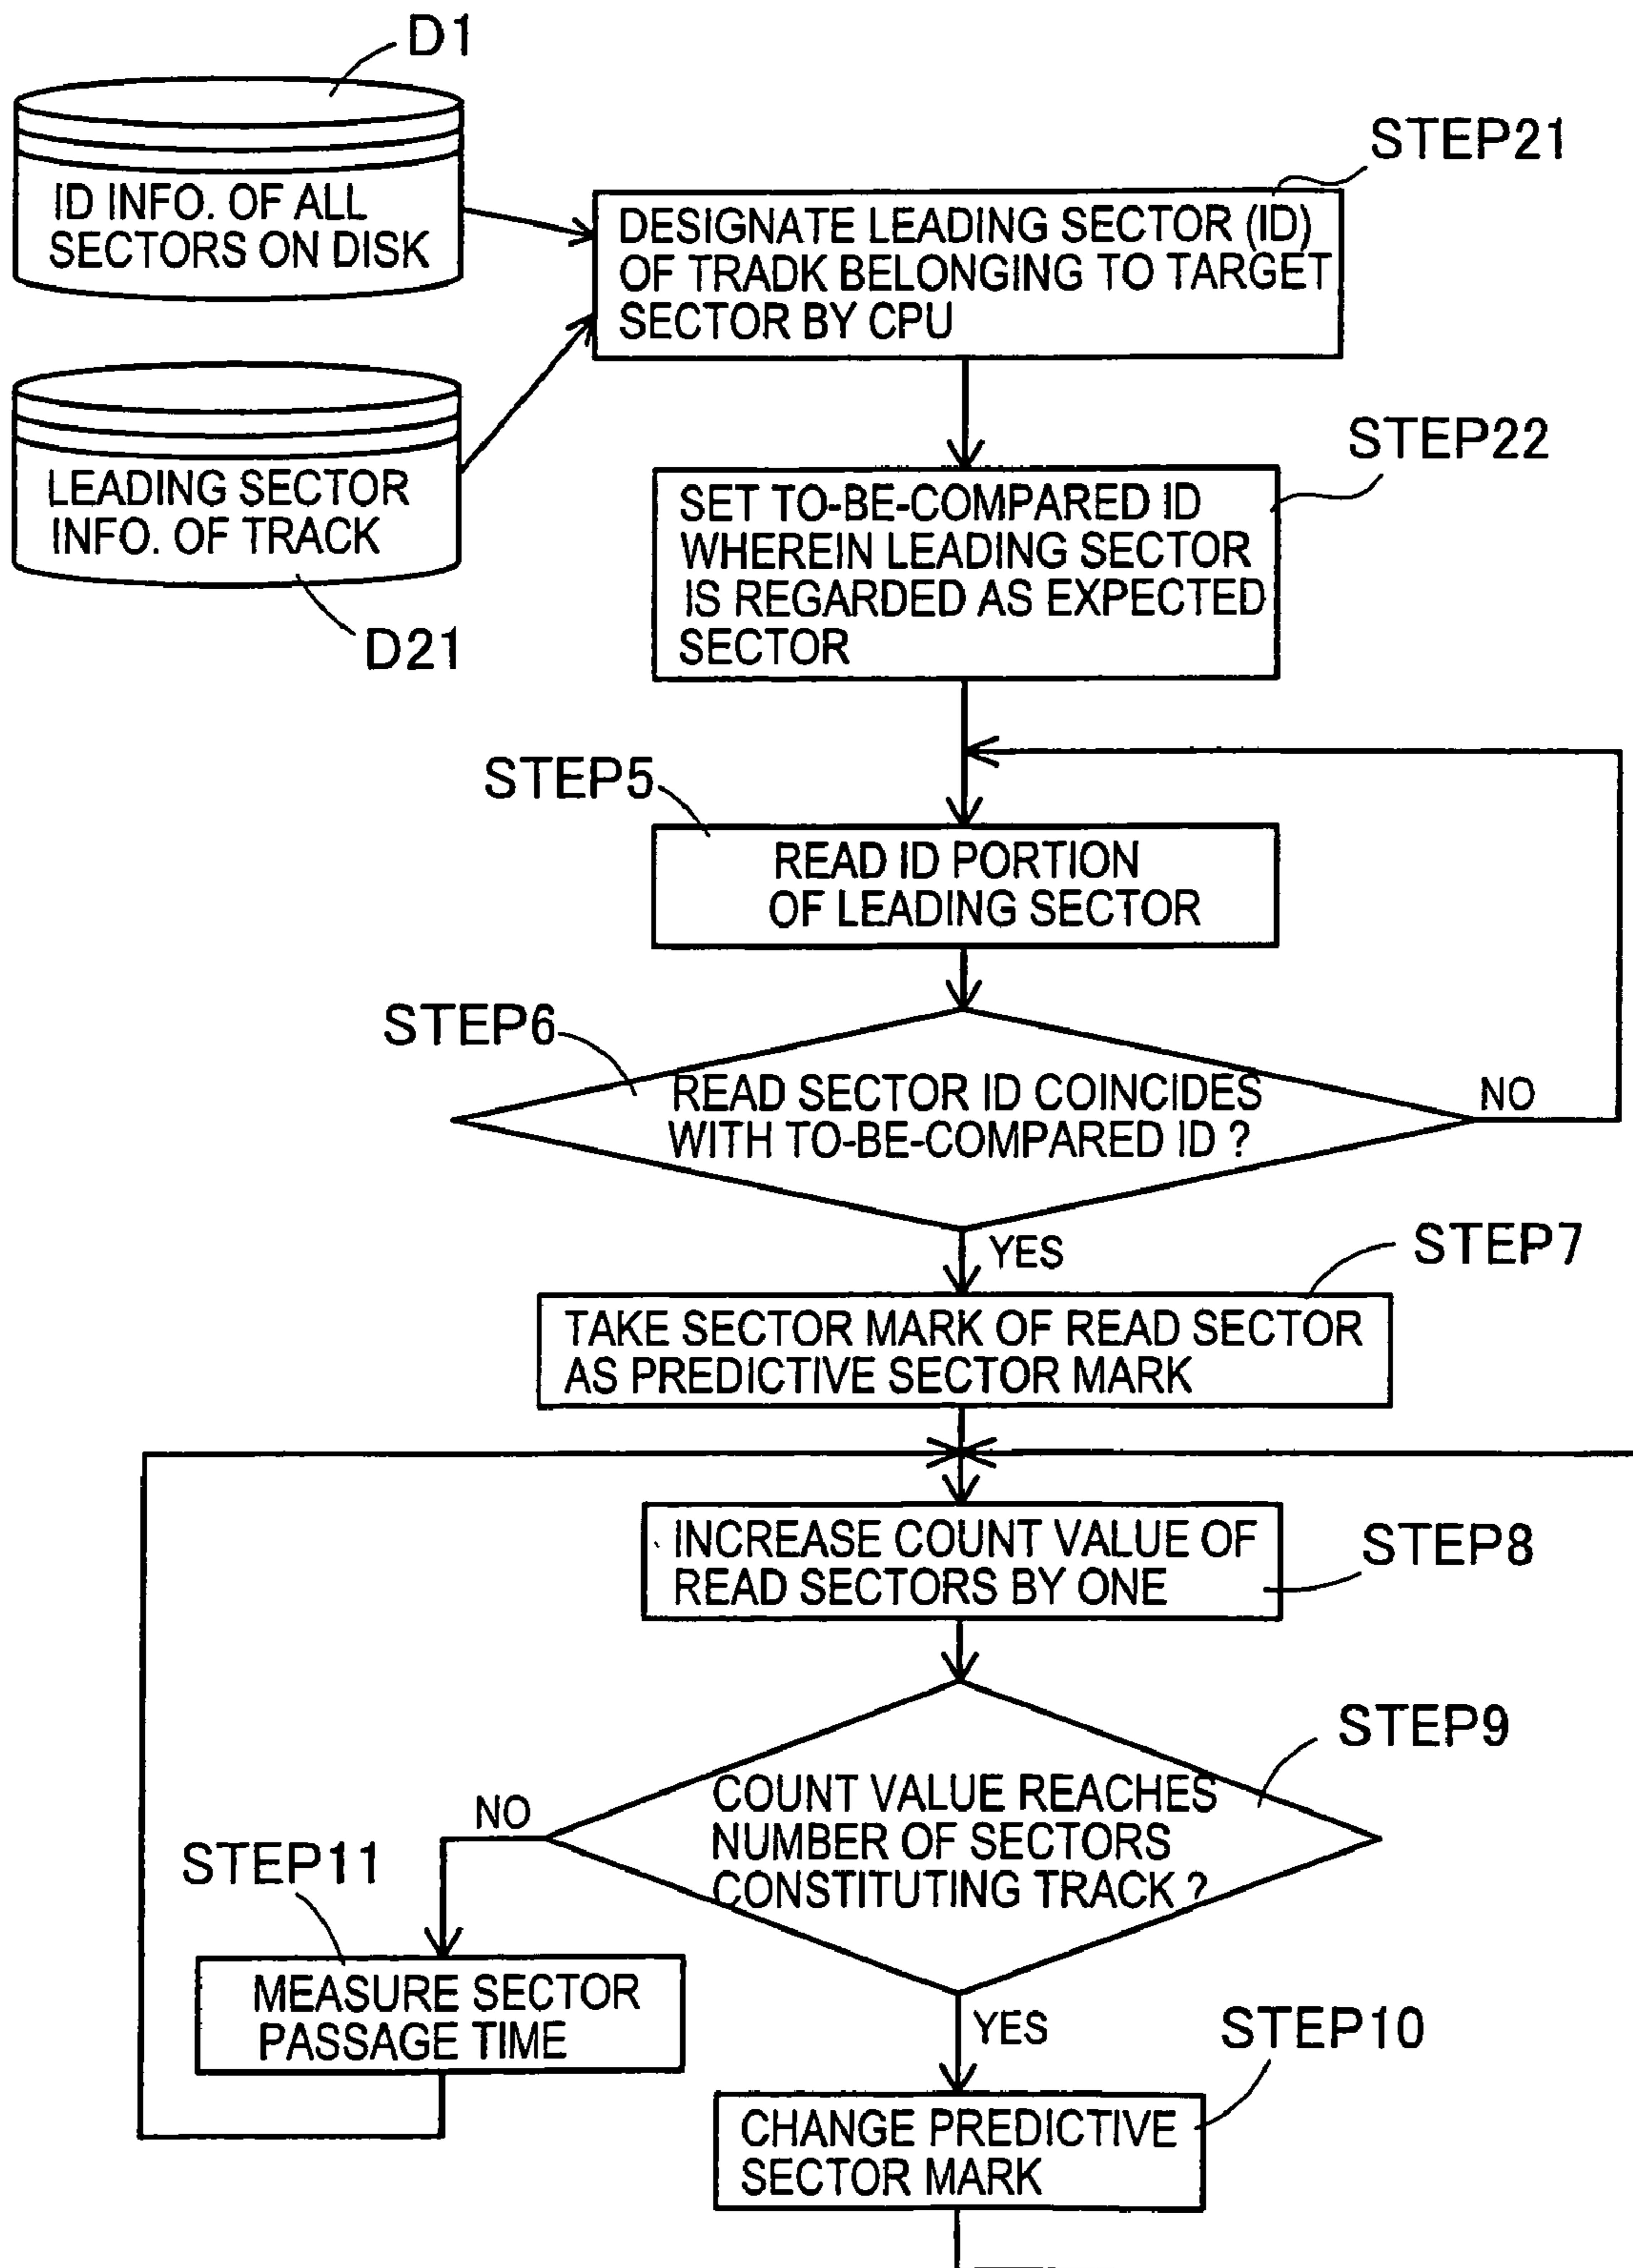 D1
ID INFO. OF ALL
SECTORS ON DISK
STEP21
DESIGNATE LEADING SECTOR (ID)
OF TRADK BELONGING TO TARGET
SECTOR BY CPU
LEADING SECTOR
INFO. OF TRACK
D21
STEP22
SET TO-BE-COMPARED ID
WHEREIN LEADING SECTOR
IS REGARDED AS EXPECTED
SECTOR
STEP5
READ ID PORTION
OF LEADING SECTOR
STEP6
READ SECTOR ID COINCIDES
WITH TO-BE-COMPARED ID ?
NO
YES
STEP7
TAKE SECTOR MARK OF READ SECTOR
AS PREDICTIVE SECTOR MARK
INCREASE COUNT VALUE OF
READ SECTORS BY ONE
STEP8
STEP9
COUNT VALUE REACHES
NUMBER OF SECTORS
CONSTITUTING TRACK ?
NO
STEP11
MEASURE SECTOR
PASSAGE TIME
YES
STEP10
CHANGE PREDICTIVE
SECTOR MARK